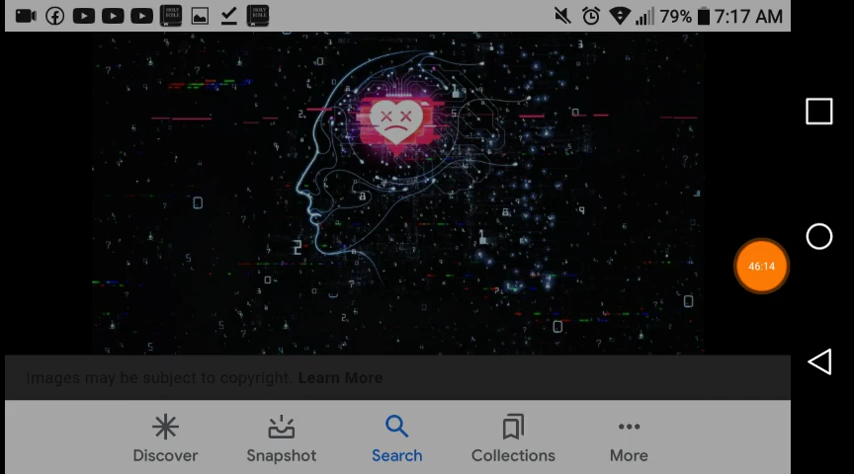 79% 7:17 AM
46:14
Images may be subject to copyright. Learn More
Discover Snapshot Search Collections More